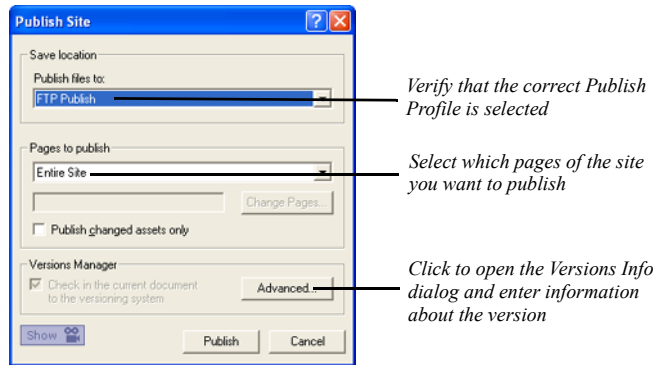 Publish Site
Save location
Publish files to:
FTP Publish
Verify that the correct Publish
Profile is selected
Pages to publish
Entire Site
Select which pages of the site
you want to publish
Change Pages...
Publish changed assets only
Versions Manager
Check in the current document
to the versioning system
Advanced...
Click to open the Versions Info
dialog and enter information
about the version
Show
Publish
Cancel